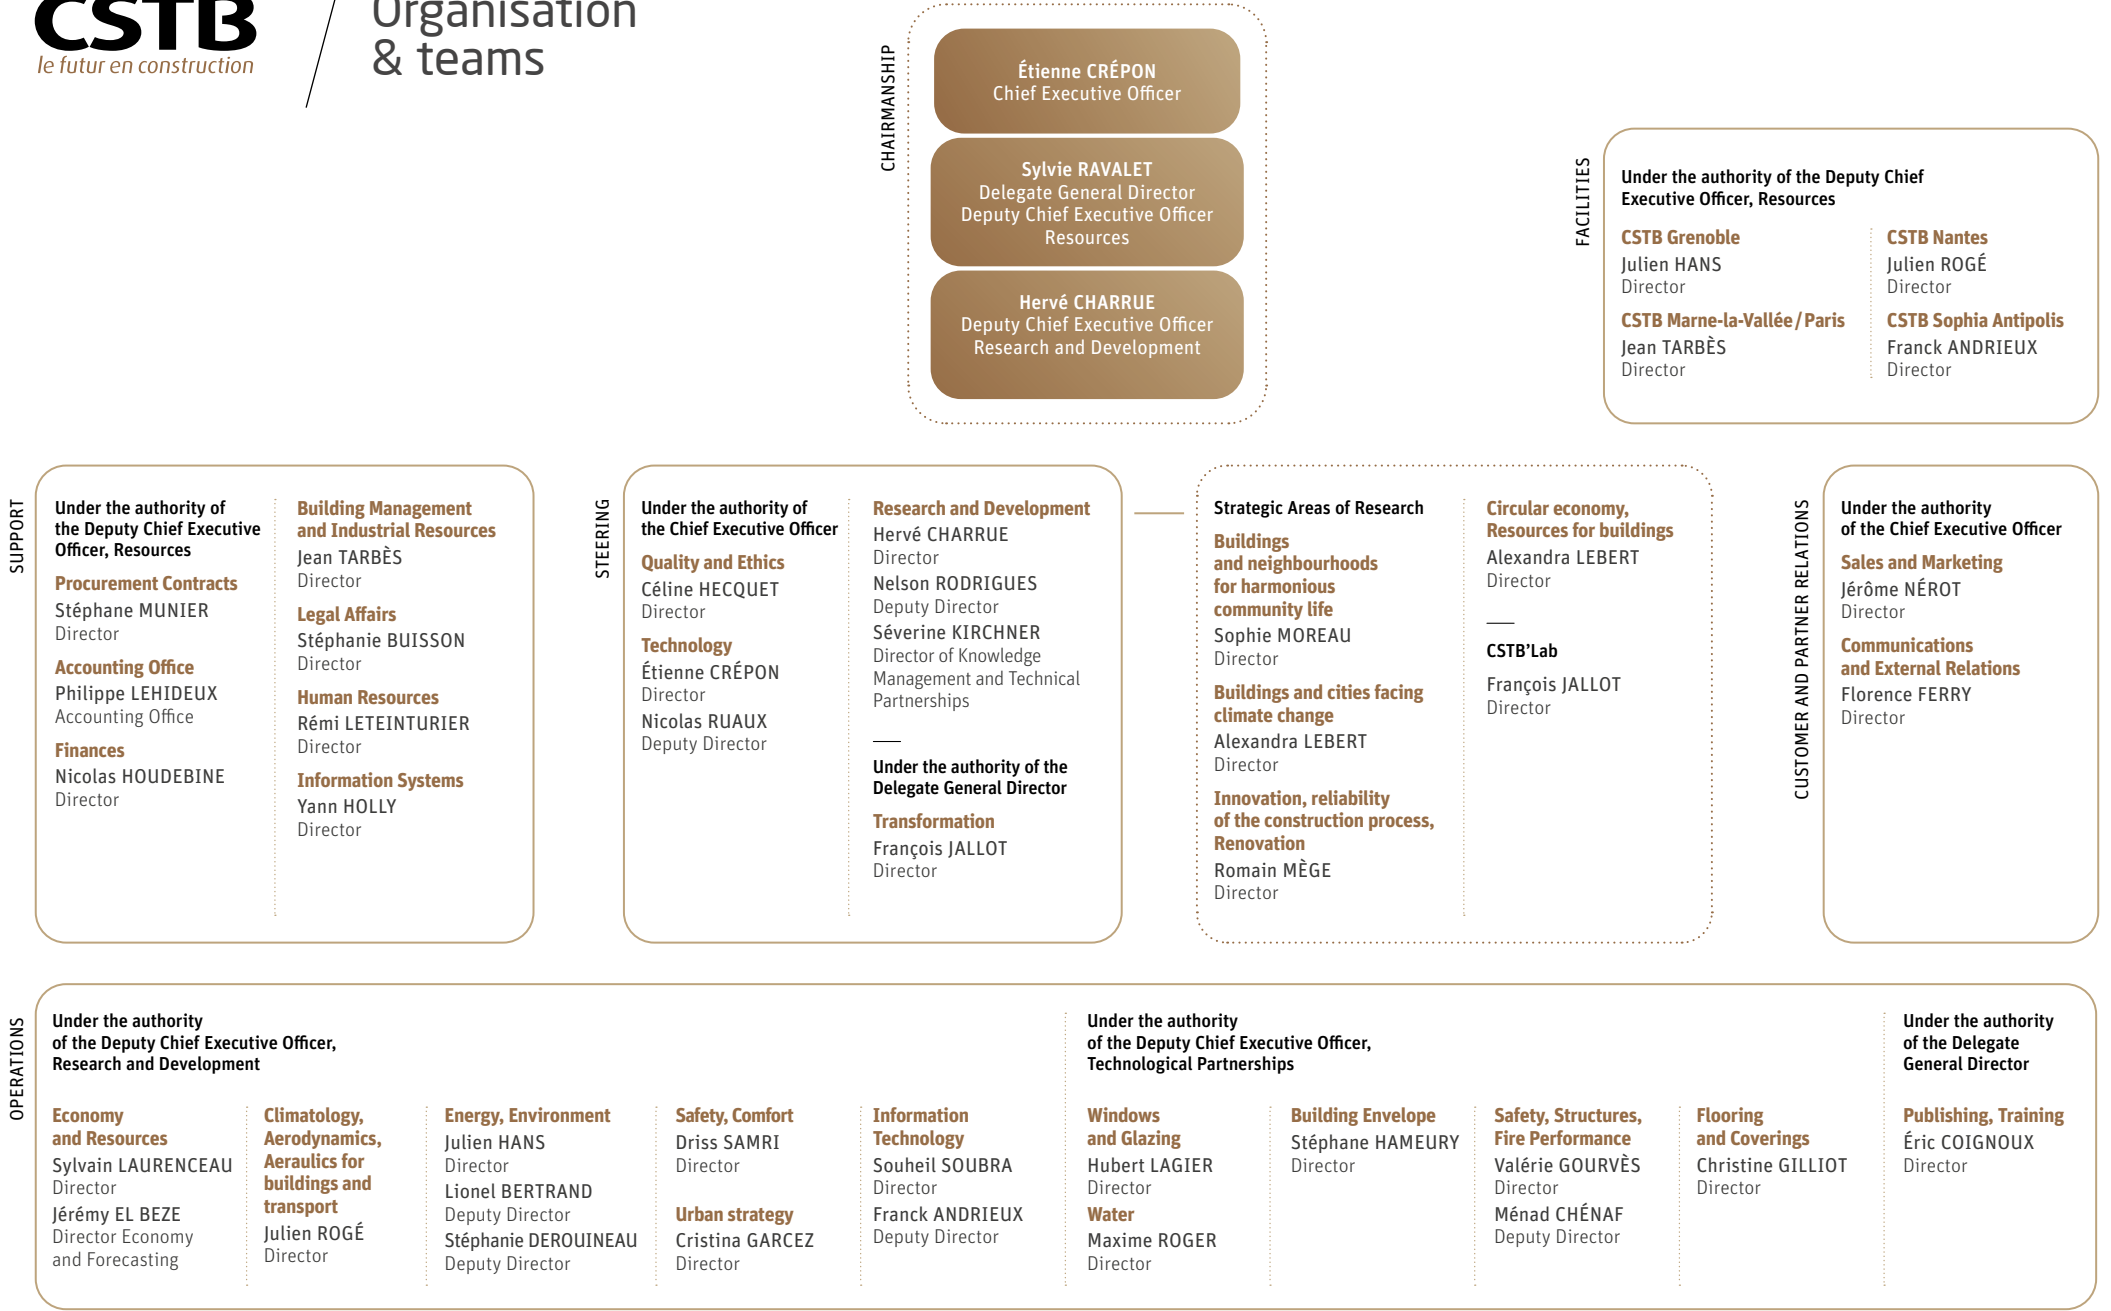 CSTB
le futur en construction
Organisation
& teams
CHAIRMANSHIP
Étienne CRÉPON
Chief Executive Officer
Sylvie RAVALET
Delegate General Director
Deputy Chief Executive Officer
Resources
Hervé CHARRUE
Deputy Chief Executive Officer
Research and Development
FACILITIES
Under the authority of the Deputy Chief
Executive Officer, Resources
CSTB Grenoble
Julien HANS
Director
CSTB Marne-la-Vallée / Paris
Jean TARBÈS
Director
CSTB Nantes
Julien ROGÉ
Director
CSTB Sophia Antipolis
Franck ANDRIEUX
Director
SUPPORT
Under the authority of
the Deputy Chief Executive
Officer, Resources
Procurement Contracts
Stéphane MUNIER
Director
Accounting Office
Philippe LEHIDEUX
Accounting Office
Finances
Nicolas HOUDEBINE
Director
Building Management
and Industrial Resources
Jean TARBÈS
Director
Legal Affairs
Stéphanie BUISSON
Director
Human Resources
Rémi LETEINTURIER
Director
Information Systems
Yann HOLLY
Director
STEERING
Under the authority of
the Chief Executive Officer
Quality and Ethics
Céline HECQUET
Director
Technology
Étienne CRÉPON
Director
Nicolas RUAUX
Deputy Director
Research and Development
Hervé CHARRUE
Director
Nelson RODRIGUES
Deputy Director
Séverine KIRCHNER
Director of Knowledge
Management and Technical
Partnerships
Under the authority of the
Delegate General Director
Transformation
François JALLOT
Director
Strategic Areas of Research
Buildings
and neighbourhoods
for harmonious
community life
Sophie MOREAU
Director
Buildings and cities facing
climate change
Alexandra LEBERT
Director
Innovation, reliability
of the construction process,
Renovation
Romain MÈGE
Director
Circular economy,
Resources for buildings
Alexandra LEBERT
Director
CSTB'Lab
François JALLOT
Director
CUSTOMER AND PARTNER RELATIONS
Under the authority
of the Chief Executive Officer
Sales and Marketing
Jérôme NÉROT
Director
Communications
and External Relations
Florence FERRY
Director
OPERATIONS
Under the authority
of the Deputy Chief Executive Officer,
Research and Development
Economy
and Resources
Sylvain LAURENCEAU
Director
Jérémy EL BEZE
Director Economy
and Forecasting
Climatology,
Aerodynamics,
Aeraulics for
buildings and
transport
Julien ROGÉ
Director
Energy, Environment
Julien HANS
Director
Lionel BERTRAND
Deputy Director
Stéphanie DEROUINEAU
Deputy Director
Safety, Comfort
Driss SAMRI
Director
Urban strategy
Cristina GARCEZ
Director
Information
Technology
Souheil SOUBRA
Director
Franck ANDRIEUX
Deputy Director
Under the authority
of the Deputy Chief Executive Officer,
Technological Partnerships
Windows
and Glazing
Hubert LAGIER
Director
Water
Maxime ROGER
Director
Building Envelope
Stéphane HAMEURY
Director
Safety, Structures,
Fire Performance
Valérie GOURVÈS
Director
Ménad CHÉNAF
Deputy Director
Flooring
and Coverings
Christine GILLIOT
Director
Under the authority
of the Delegate
General Director
Publishing, Training
Éric COIGNOUX
Director